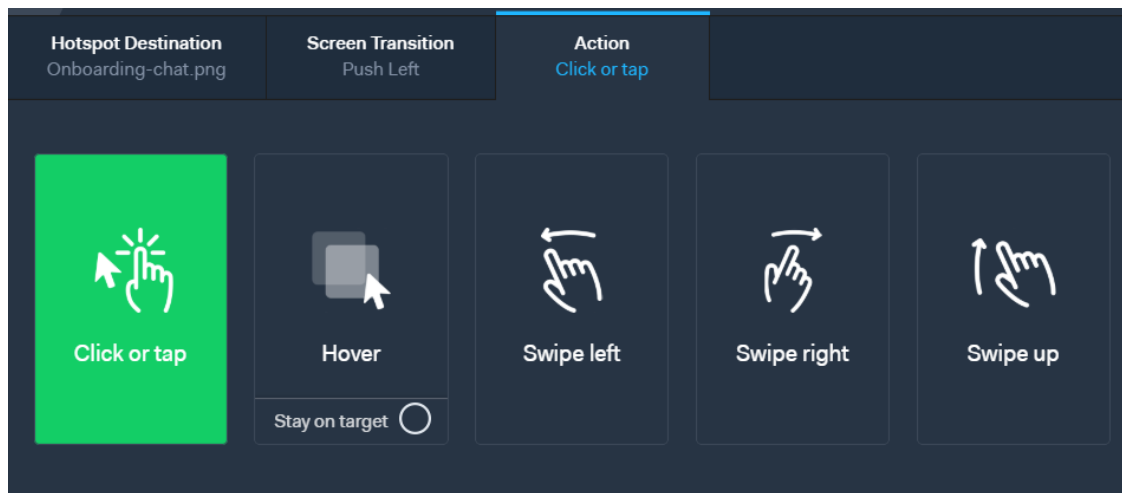 Hotspot Destination
Onboarding-chat.png
Screen Transition
Push Left
Action
Click or tap
Click or tap
Hover
Stay on target
Swipe left
Swipe right
Swipe up